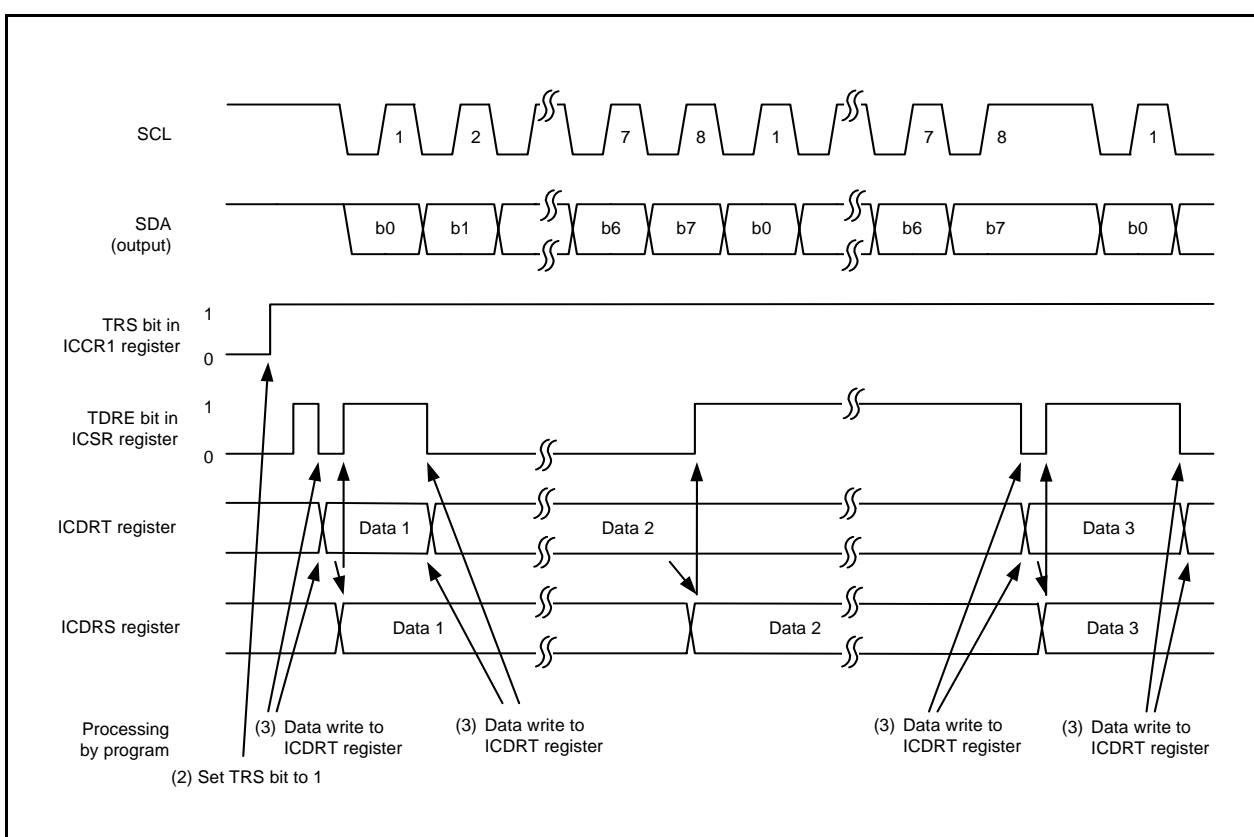 SCL
1
2
7
8
1
7
8
1
SDA
(output)
b0
b1
b6
b7
b0
b6
b7
b0
TRS bit in
ICCR1 register
1
0
TDRE bit in
ICSR register
1
0
ICDRT register
Data 1
Data 2
Data 3
ICDRS register
Data 1
Data 2
Data 3
Processing
by program
(3) Data write to
ICDRT register
(3) Data write to
ICDRT register
(3) Data write to
ICDRT register
(3) Data write to
ICDRT register
(2) Set TRS bit to 1